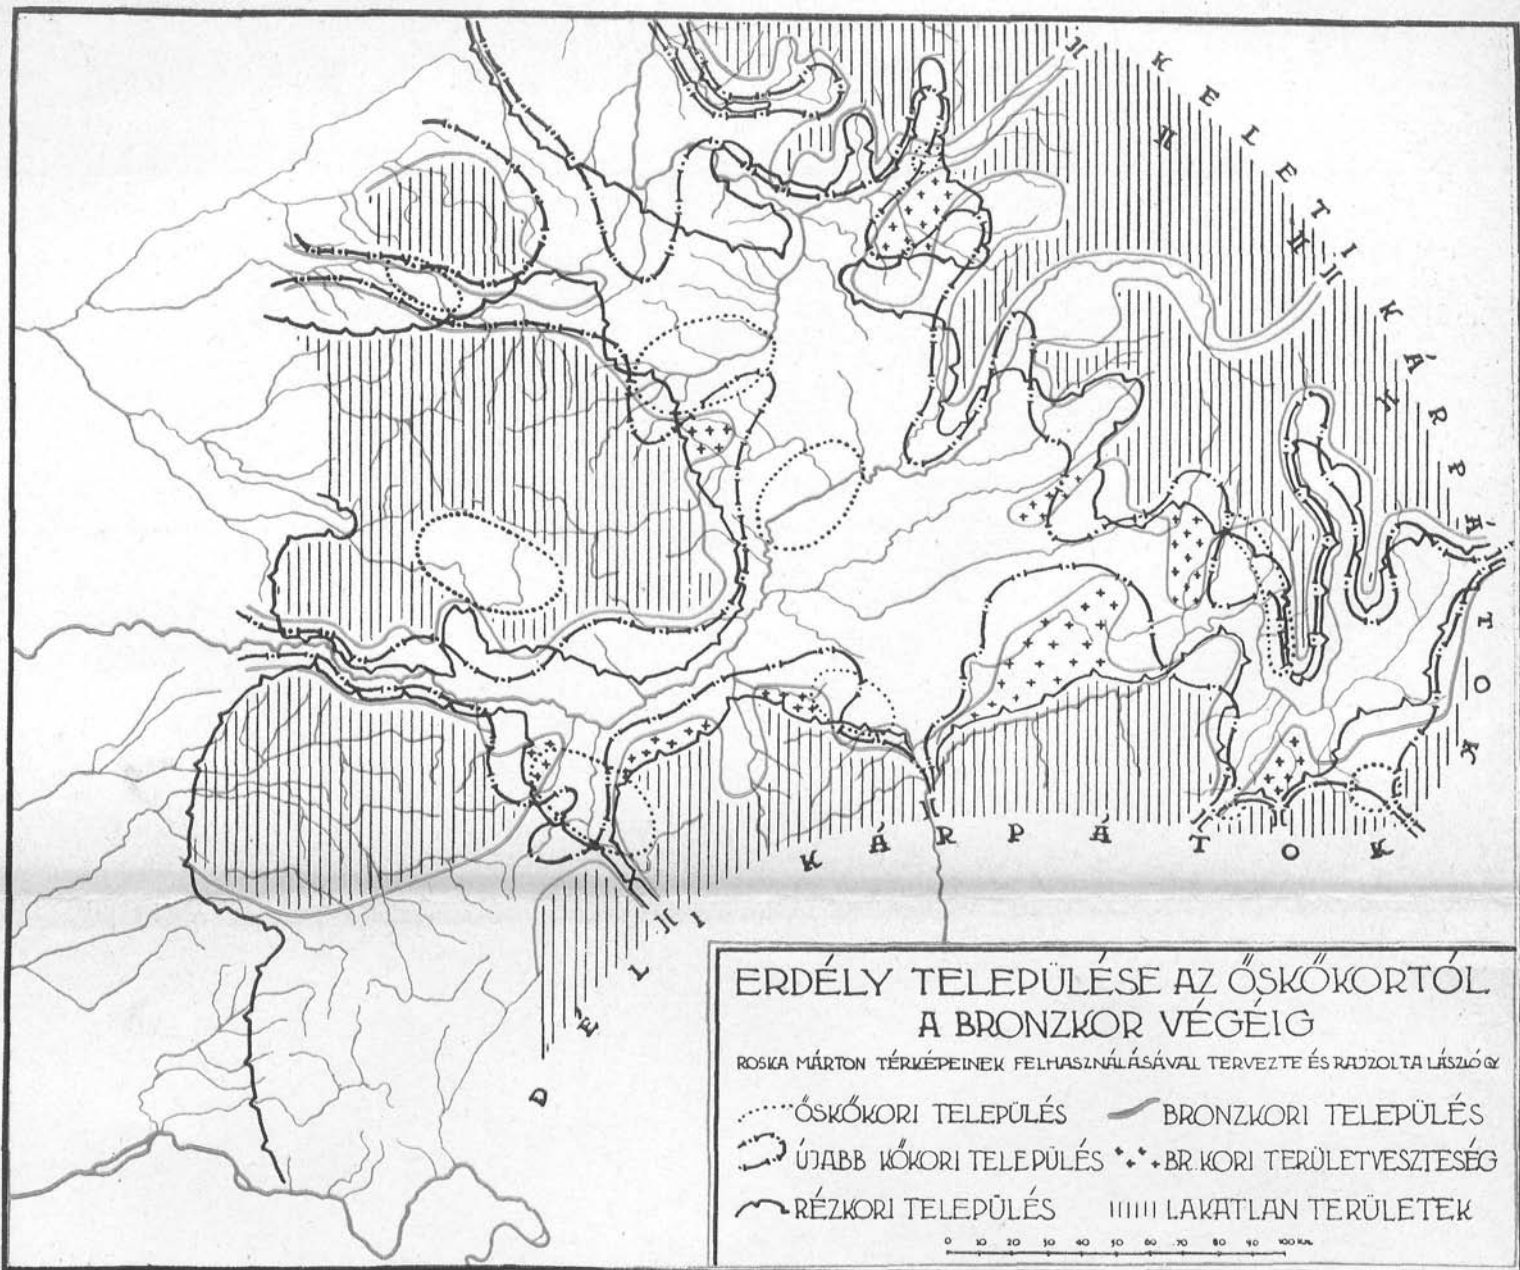 KELETI KÁRPÁTOK
DÉLI KÁRPÁTOK
ERDÉLY TELEPÜLÉSE AZ ŐSKŐKORTÓL
A BRONZKOR VÉGÉIG
ROSKA MÁRTON TÉRKÉPEINEK FELHASZNÁLÁSÁVAL TERVEZTE ÉS RAJZOLTA LÁSZLÓ GY
ŐSKŐKORI TELEPÜLÉS
BRONZKORI TELEPÜLÉS
ÚJABB KŐKORI TELEPÜLÉS
BR. KORI TERÜLETVESZTESÉG
RÉZKORI TELEPÜLÉS
LAKATLAN TERÜLETEK
0 10 20 30 40 50 60 70 80 90 100 Km.